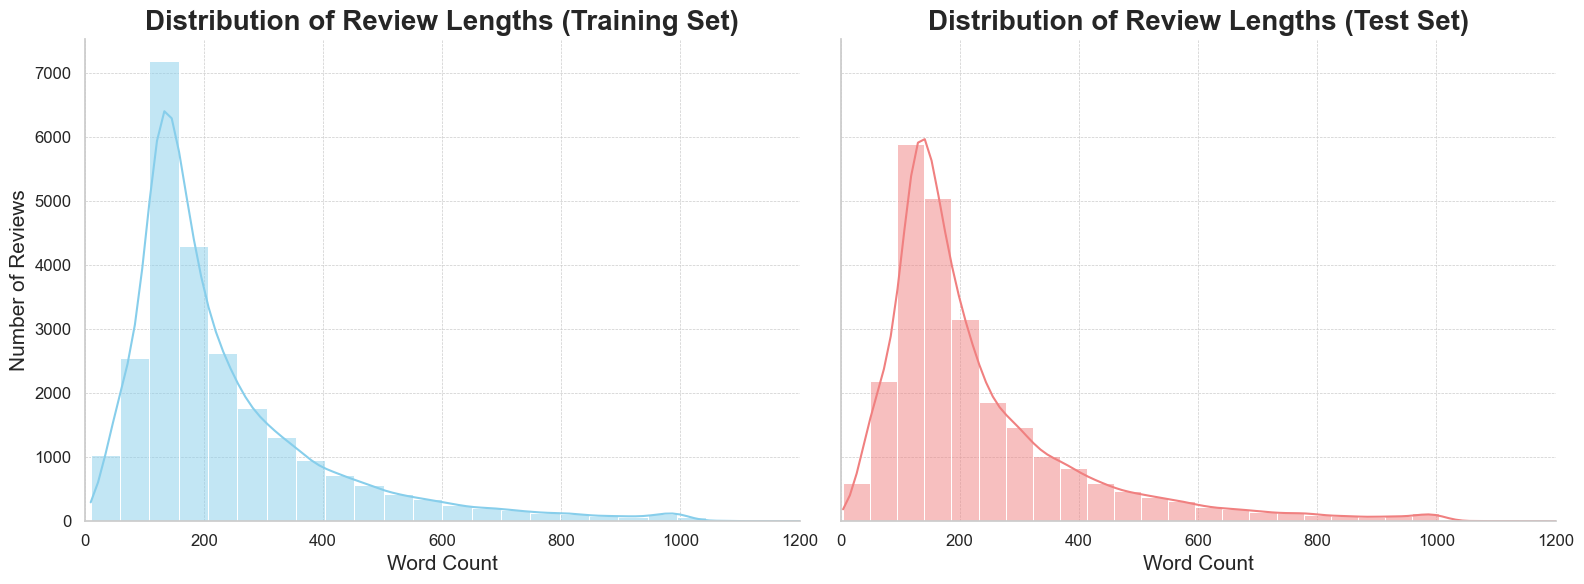 Distribution of Review Lengths (Training Set)
Distribution of Review Lengths (Test Set)
Number of Reviews
7000
6000
5000
4000
3000
2000
1000
0
0 200 400 600 800 1000 1200
Word Count
0 200 400 600 800 1000 1200
Word Count